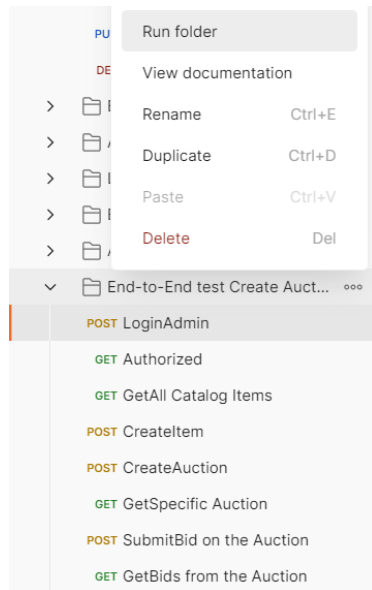 Run folder
PU
View documentation
DE
Rename Ctrl+E
Duplicate Ctrl+D
Paste Ctrl+V
Delete Del
End-to-End test Create Auct... ooo
POST LoginAdmin
GET Authorized
GET GetAll Catalog Items
POST CreateItem
POST CreateAuction
GET GetSpecific Auction
POST SubmitBid on the Auction
GET GetBids from the Auction